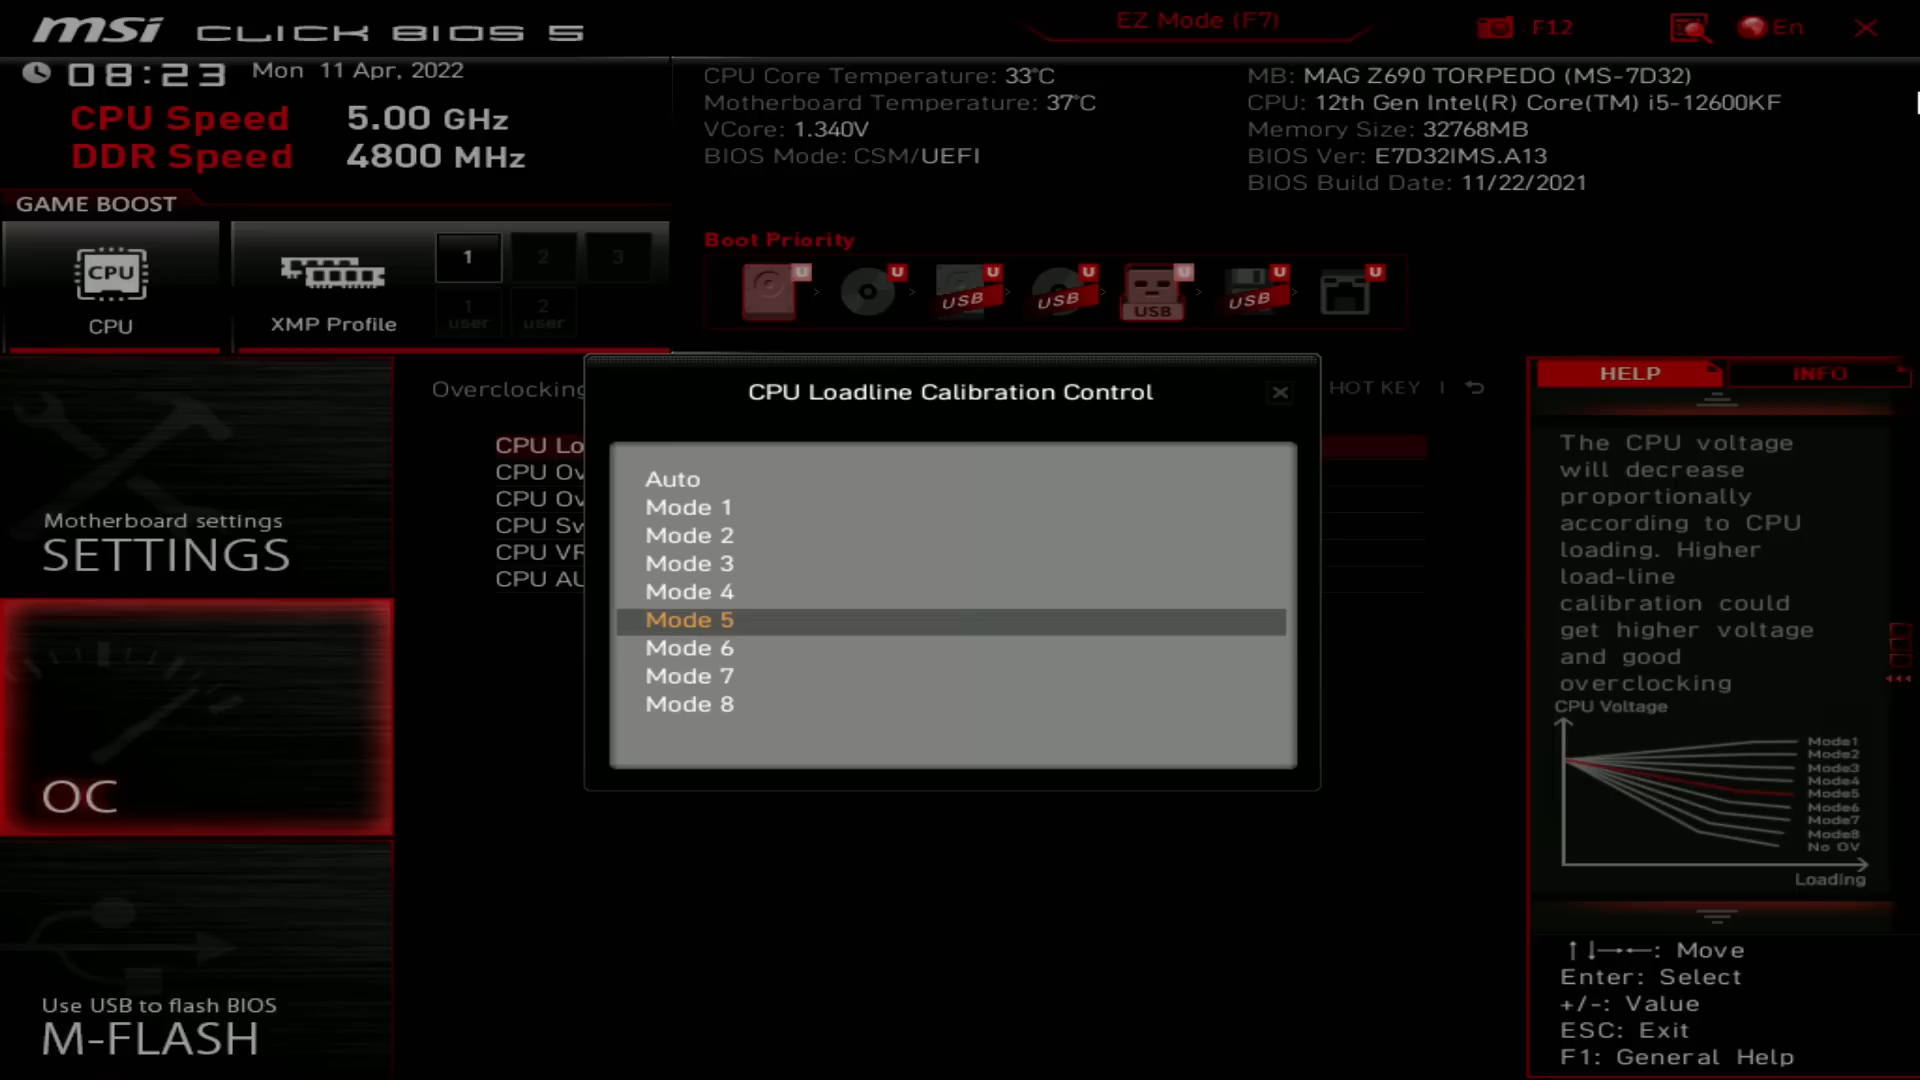 msi CLICK BIOS 5
EZ Mode (F7)
: F12
En
08:23 Mon 11 Apr, 2022
CPU Speed 5.00 GHz
DDR Speed 4800 MHz
CPU Core Temperature: 33°C
Motherboard Temperature: 37°C
VCore: 1.340V
BIOS Mode: CSM/UEFI
MB: MAG Z690 TORPEDO (MS-7D32)
CPU: 12th Gen Intel(R) Core(TM) i5-12600KF
Memory Size: 32768MB
BIOS Ver: E7D32IMS.A13
BIOS Build Date: 11/22/2021
GAME BOOST
CPU
CPU
XMP Profile
1 2 3
1 user
2 user
Boot Priority
U U U U U U U
USB USB USB USB
Motherboard settings
SETTINGS
OC
Use USB to flash BIOS
M-FLASH
Overclocking
HOT KEY |
CPU Lo
CPU Ov
CPU Ov
CPU Sw
CPU VR
CPU AU
CPU Loadline Calibration Control
Auto
Mode 1
Mode 2
Mode 3
Mode 4
Mode 5
Mode 6
Mode 7
Mode 8
HELP
INFO
The CPU voltage
will decrease
proportionally
according to CPU
loading. Higher
load-line
calibration could
get higher voltage
and good
overclocking
CPU Voltage
Mode1
Mode2
Mode3
Mode4
Mode5
Mode6
Mode7
Mode8
No OV
Loading
↑↓→←: Move
Enter: Select
+/-: Value
ESC: Exit
F1: General Help